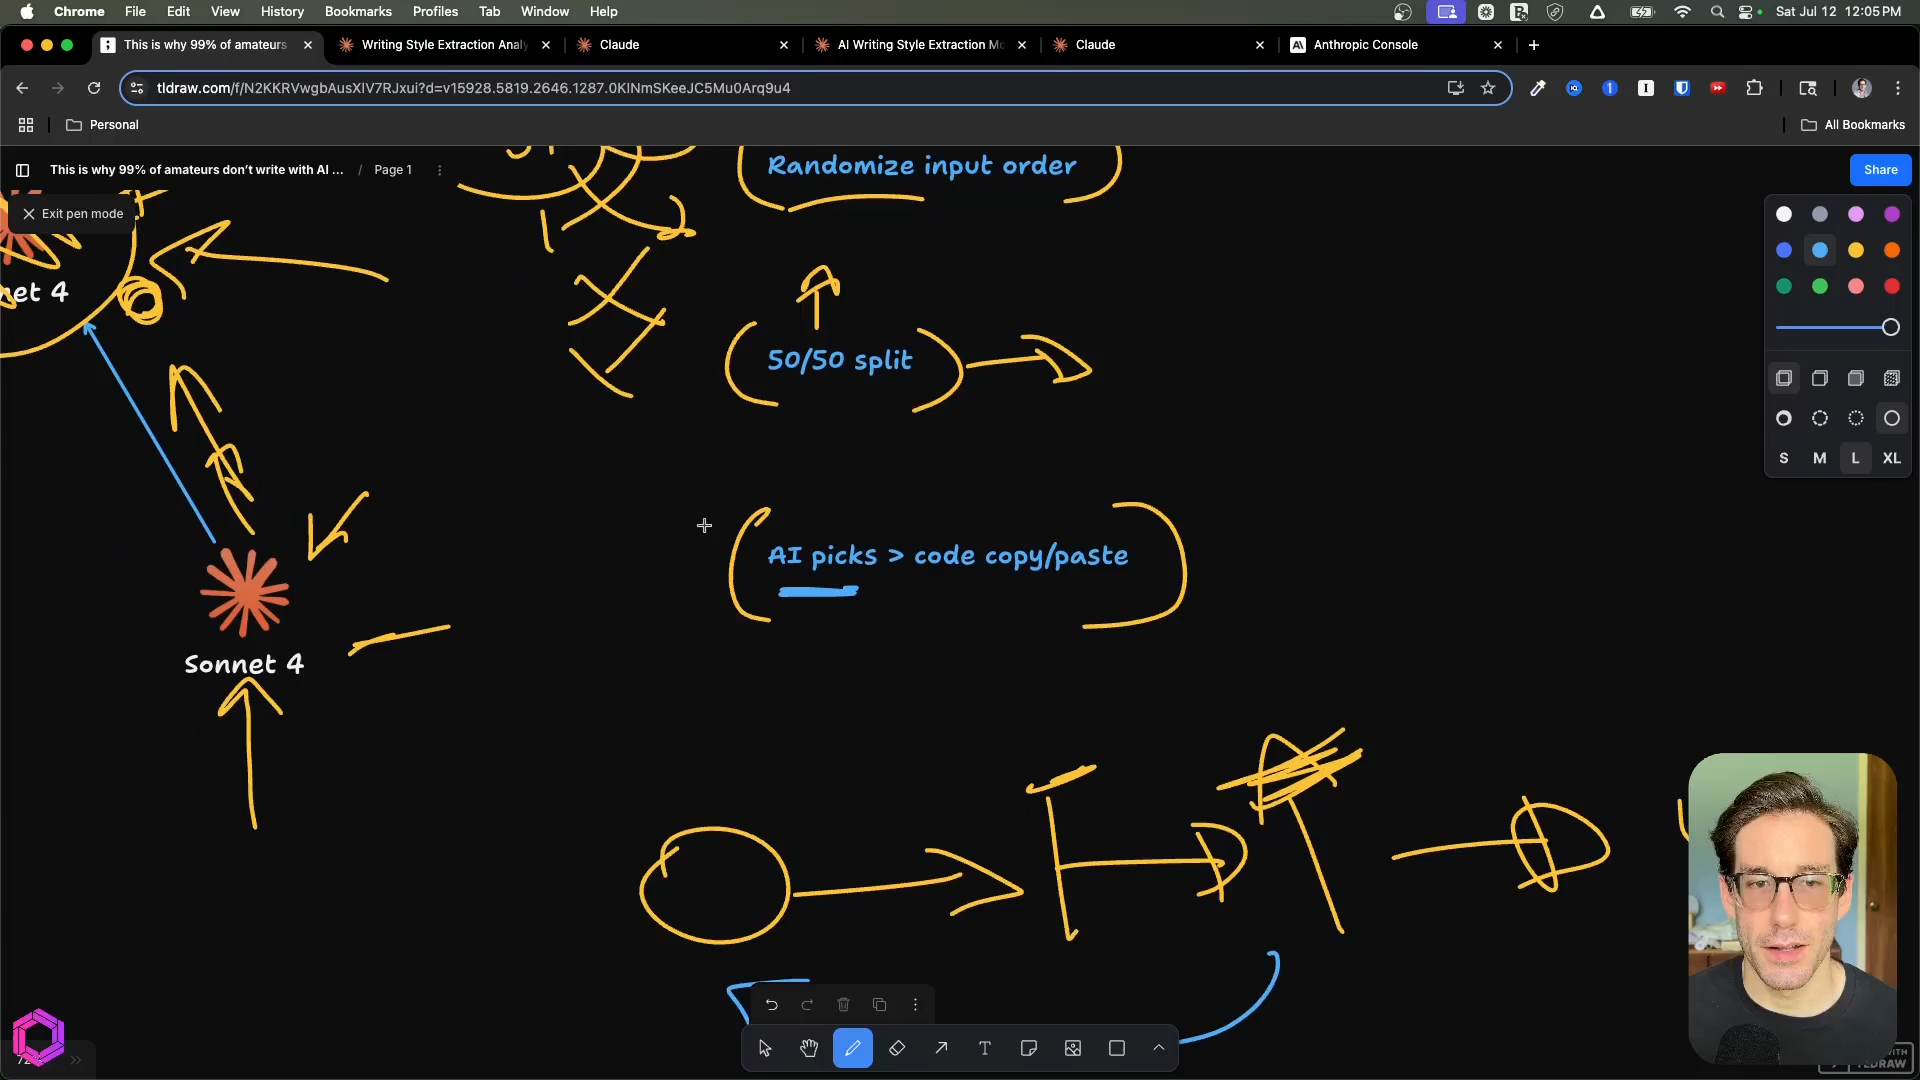 Chrome File Edit View History Bookmarks Profiles Tab Window Help Sat Jul 12 12:05 PM
This is why 99% of amateurs Writing Style Extraction Analy Claude AI Writing Style Extraction Mo Claude Anthropic Console
tldraw.com/f/N2KKRVwgbAusXIV7RJxui?d=v15928.5819.2646.1287.0KlNmSKeeJC5Mu0Arq9u4
Personal All Bookmarks
This is why 99% of amateurs don't write with AI ... / Page 1 Share
Exit pen mode
Randomize input order
net 4
50/50 split
S M L XL
AI picks > code copy/paste
Sonnet 4